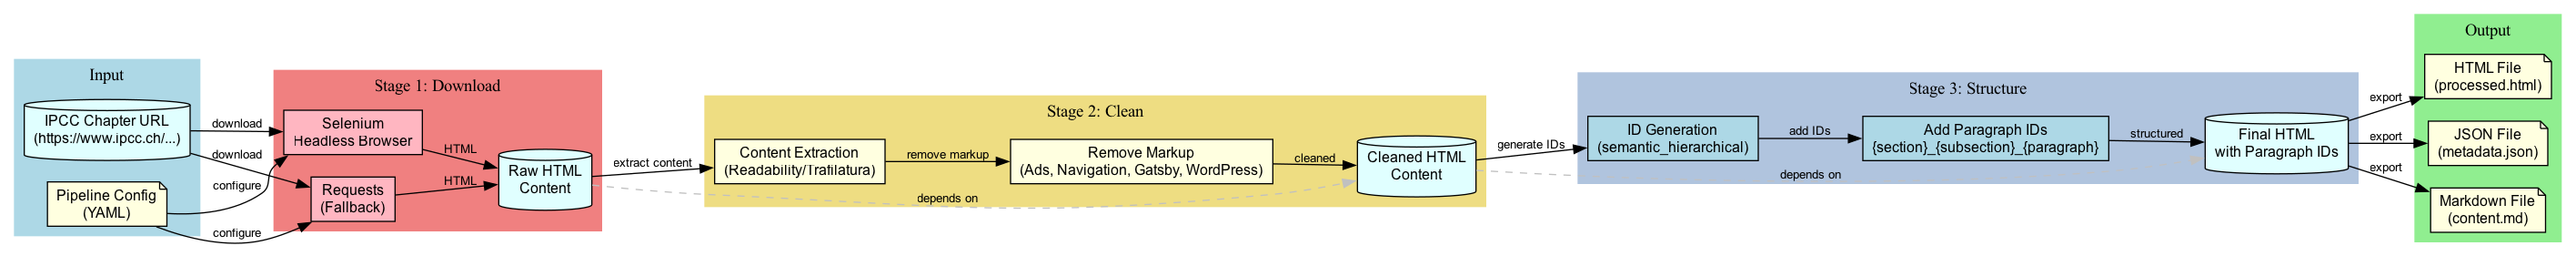 Input
IPCC Chapter URL
(https://www.ipcc.ch/...)
Pipeline Config
(YAML)
download
download
configure
configure
Stage 1: Download
Selenium
Headless Browser
Requests
(Fallback)
HTML
HTML
Raw HTML
Content
extract content
Stage 2: Clean
Content Extraction
(Readability/Trafilatura)
remove markup
Remove Markup
(Ads, Navigation, Gatsby, WordPress)
cleaned
Cleaned HTML
Content
depends on
generate IDs
Stage 3: Structure
ID Generation
(semantic_hierarchical)
add IDs
Add Paragraph IDs
{section}_{subsection}_{paragraph}
structured
Final HTML
with Paragraph IDs
depends on
export
export
export
Output
HTML File
(processed.html)
JSON File
(metadata.json)
Markdown File
(content.md)